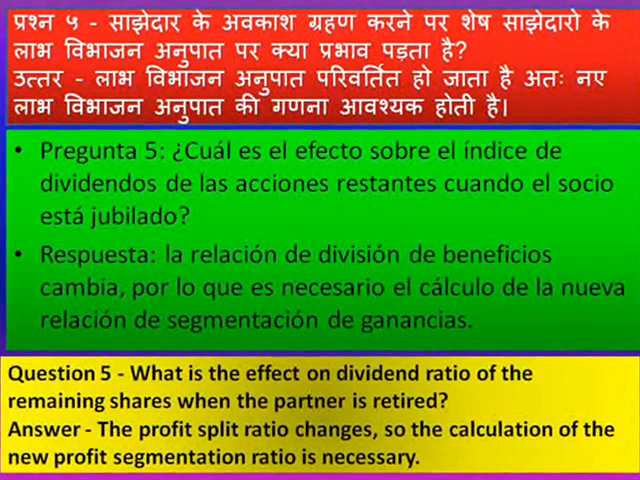 प्रश्न ५ - साझेदार के अवकाश ग्रहण करने पर शेष साझेदारो के
लाभ विभाजन अनुपात पर क्या प्रभाव पड़ता है?
उत्तर - लाभ विभाजन अनुपात परिवर्तित हो जाता है अतः नए
लाभ विभाजन अनुपात की गणना आवश्यक होती है।
• Pregunta 5: ¿Cuál es el efecto sobre el índice de
dividendos de las acciones restantes cuando el socio
está jubilado?
• Respuesta: la relación de división de beneficios
cambia, por lo que es necesario el cálculo de la nueva
relación de segmentación de ganancias.
Question 5 - What is the effect on dividend ratio of the
remaining shares when the partner is retired?
Answer - The profit split ratio changes, so the calculation of the
new profit segmentation ratio is necessary.